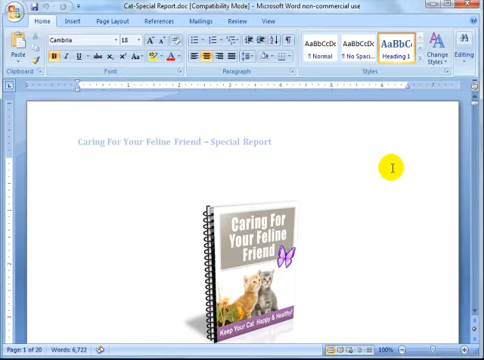 Cat-Special Report.doc [Compatibility Mode] - Microsoft Word non-commercial use
Home Insert Page Layout References Mailings Review View
Cambria 18
Paste
AaBbCcDc AaBbCcDc AaBbC
¶ Normal ¶ No Spaci... Heading 1
Change Styles
Editing
Clipboard Font Paragraph Styles
Caring For Your Feline Friend – Special Report
Caring For
Your Feline
Friend
Keep Your Cat Happy & Healthy!
Page: 1 of 20 Words: 6,722 100%